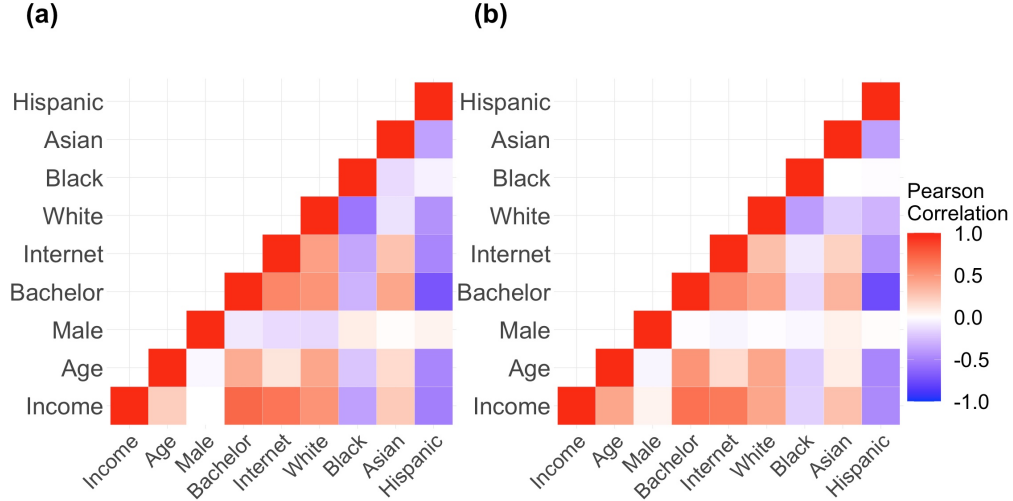 (a)
Hispanic
Asian
Black
White
Internet
Bachelor
Male
Age
Income
Income
Age
Male
Bachelor
Internet
White
Black
Asian
Hispanic
(b)
Hispanic
Asian
Black
White
Internet
Bachelor
Male
Age
Income
Income
Age
Male
Bachelor
Internet
White
Black
Asian
Hispanic
Pearson
Correlation
1.0
0.5
0.0
-0.5
-1.0